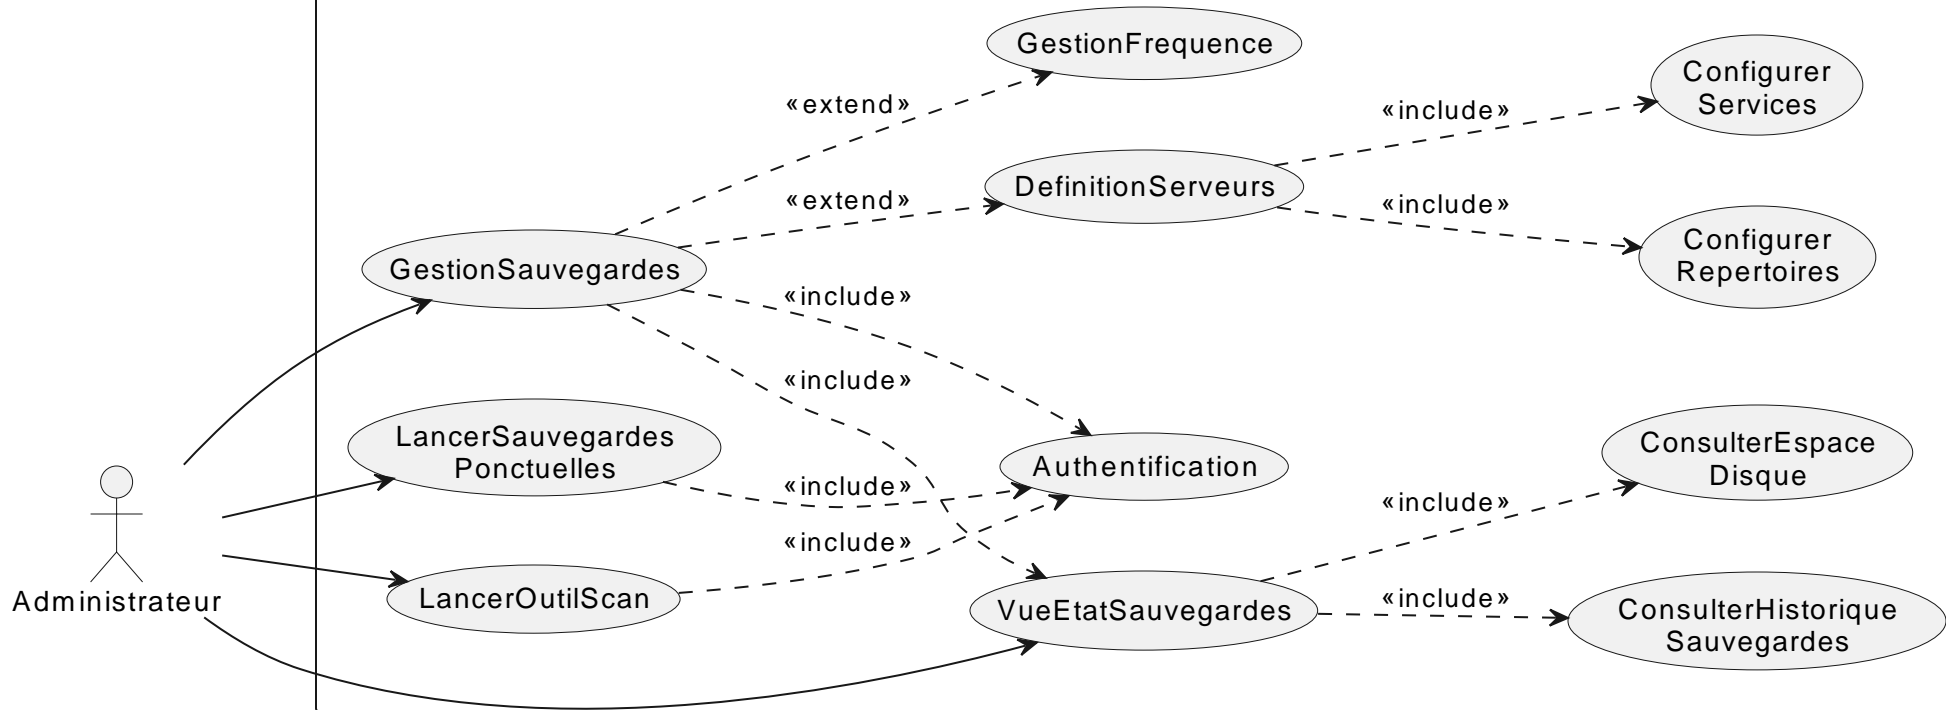 GestionFrequence
Configurer
Services
«extend»
«include»
DefinitionServeurs
«extend»
«include»
Configurer
Repertoires
GestionSauvegardes
«include»
«include»
LancerSauvegardes
Ponctuelles
Authentification
ConsulterEspace
Disque
«include»
«include»
«include»
Administrateur
LancerOutilScan
VueEtatSauvegardes
«include»
ConsulterHistorique
Sauvegardes